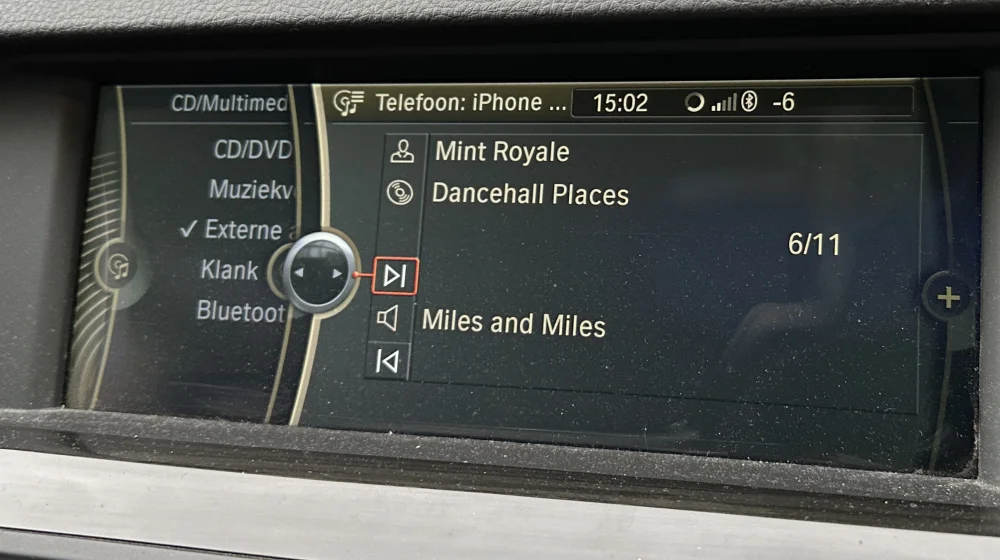 CD/Multimed
CD/DVD
Muziekv
✓ Externe a
Klank
Bluetoot
Telefoon: iPhone ... 15:02 -6
Mint Royale
Dancehall Places
6/11
Miles and Miles
+